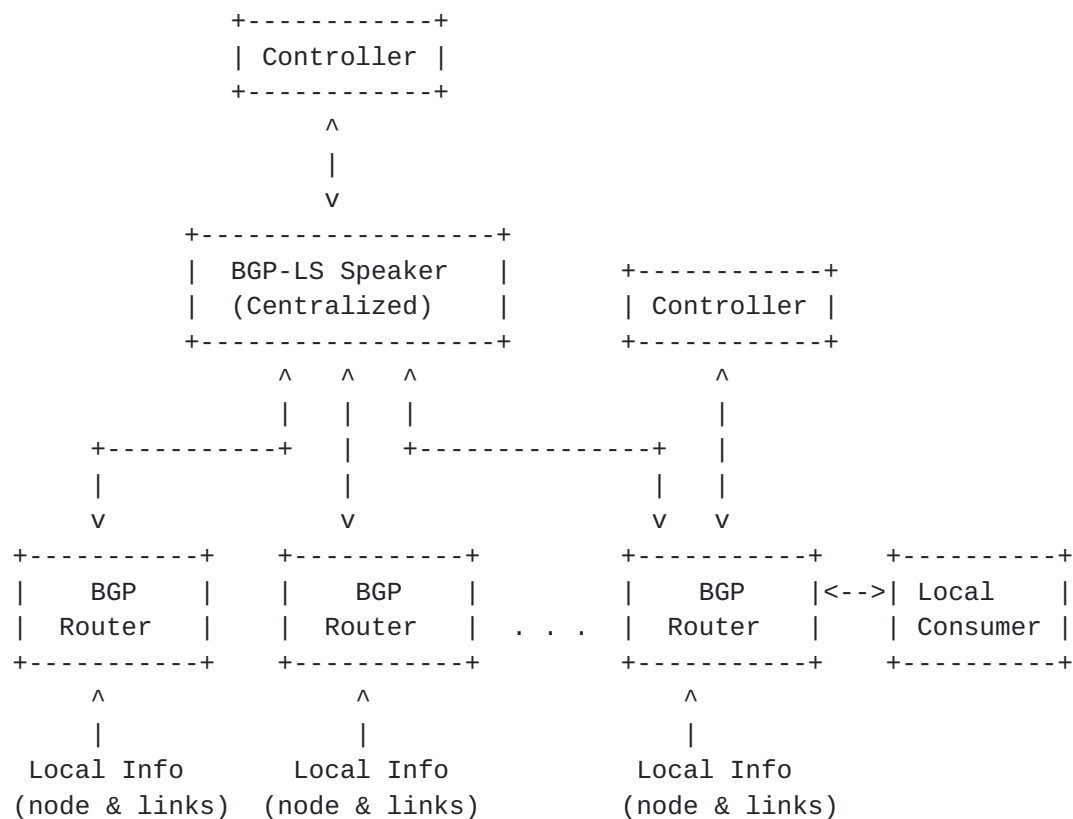 Controller
BGP-LS Speaker
(Centralized)
Controller
BGP
Router
BGP
Router
. . .
BGP
Router
Local
Consumer
Local Info
(node & links)
Local Info
(node & links)
Local Info
(node & links)